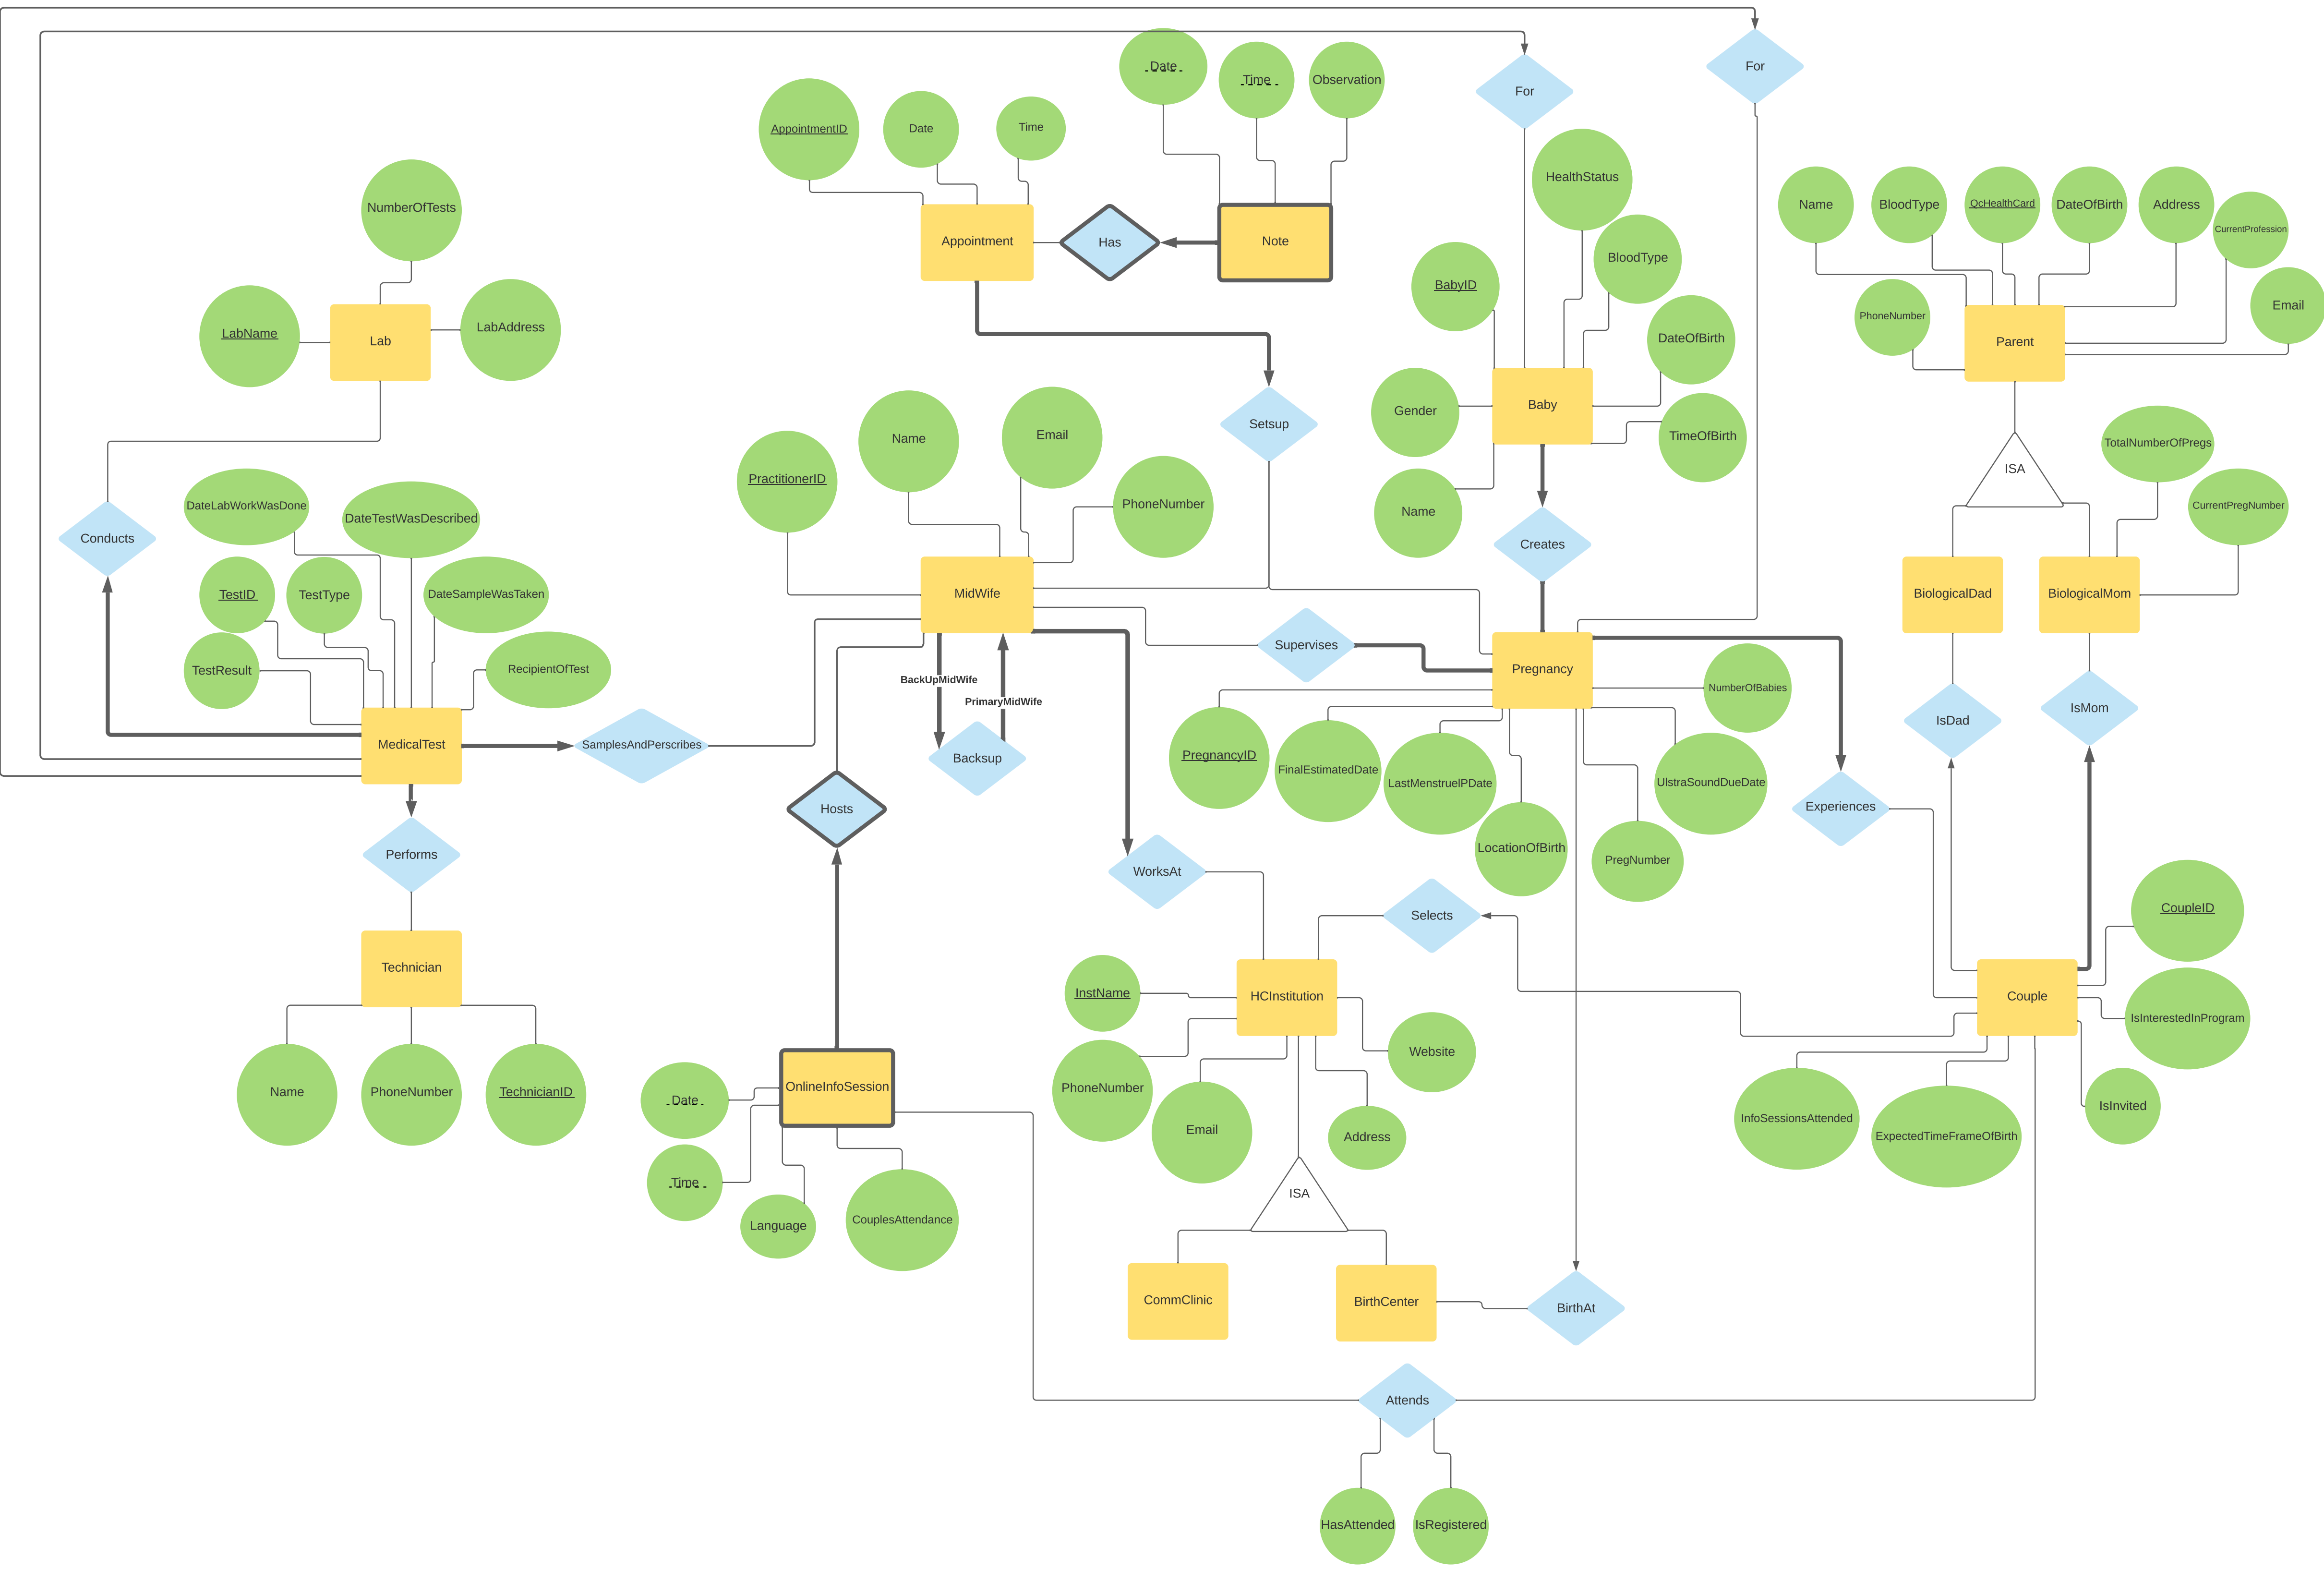 Date
Time
Observation
For
For
AppointmentID
Date
Time
HealthStatus
NumberOfTests
Name
BloodType
QcHealthCard
DateOfBirth
Address
CurrentProfession
Appointment
Has
Note
BloodType
BabyID
LabName
Lab
LabAddress
DateOfBirth
PhoneNumber
Parent
Email
Gender
Baby
TimeOfBirth
Setsup
Name
Email
TotalNumberOfPregs
ISA
PractitionerID
PhoneNumber
Name
CurrentPregNumber
DateLabWorkWasDone
DateTestWasDescribed
Conducts
Creates
TestID
TestType
DateSampleWasTaken
MidWife
BiologicalDad
BiologicalMom
TestResult
RecipientOfTest
Supervises
Pregnancy
BackUpMidWife
PrimaryMidWife
NumberOfBabies
IsDad
IsMom
MedicalTest
SamplesAndPerscribes
Backsup
PregnancyID
FinalEstimatedDate
LastMenstruelPDate
UlstraSoundDueDate
Hosts
Experiences
Performs
WorksAt
LocationOfBirth
PregNumber
Selects
CoupleID
Technician
InstName
HCInstitution
Couple
IsInterestedInProgram
Website
Name
PhoneNumber
TechnicianID
Date
OnlineInfoSession
PhoneNumber
Email
Address
InfoSessionsAttended
ExpectedTimeFrameOfBirth
IsInvited
Time
Language
CouplesAttendance
ISA
CommClinic
BirthCenter
BirthAt
Attends
HasAttended
IsRegistered